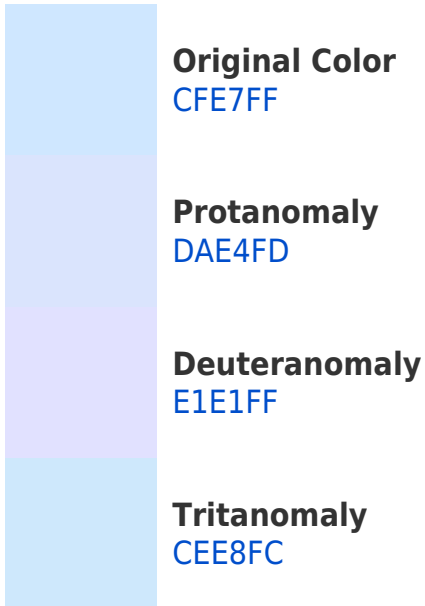 Original Color
CFE7FF
Protanomaly
DAE4FD
Deuteranomaly
E1E1FF
Tritanomaly
CEE8FC